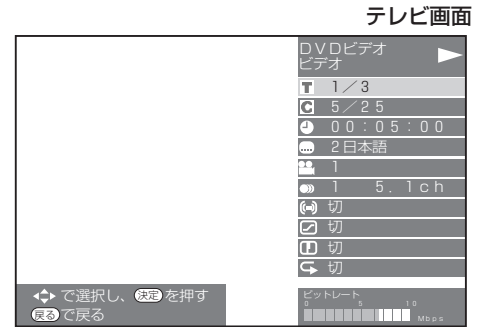 テレビ画面
DVDビデオ
ビデオ
T 1／3
C 5／25
00：05：00
2日本語
1
1 5．1ch
切
切
切
切
で選択し、決定を押す
戻るで戻る
ビットレート
0 5 10
Mbps